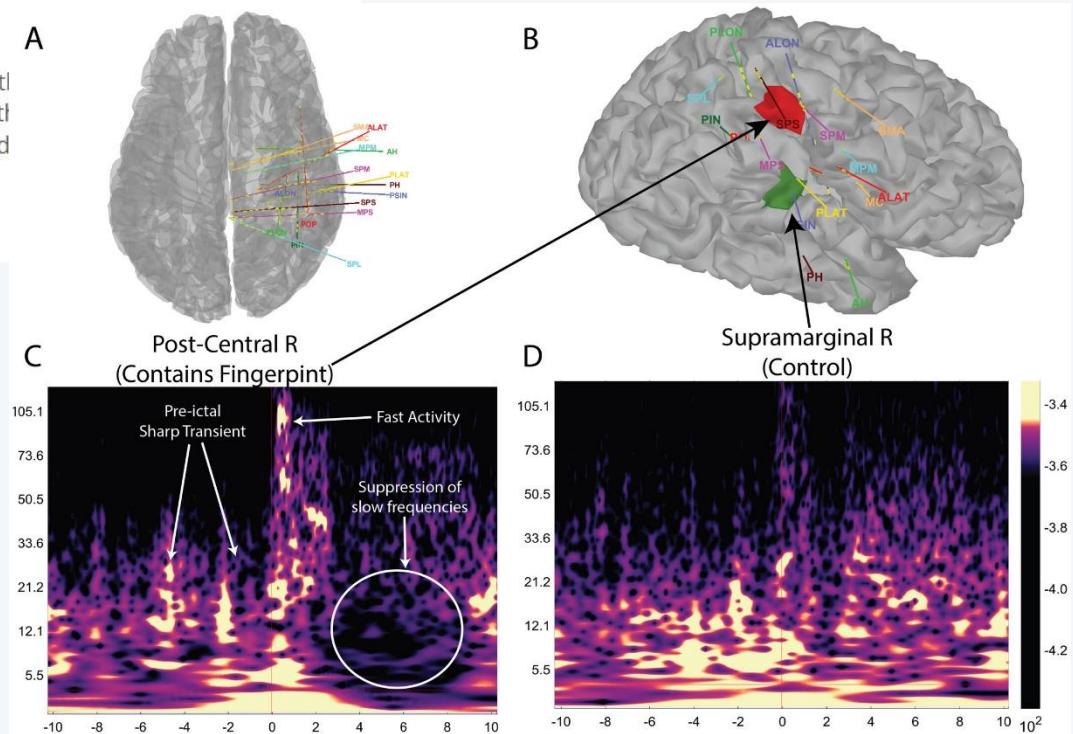 A
B
SMA
ALAT
MC
MPM
AH
SPM
PLAT
PH
ALON
PSIN
SPS
MPS
POP
PIN
SPL
PLON
ALON
SPL
PIN
SPS
SPM
SMA
MPS
MPM
ALAT
MC
PLAT
PH
AH
C
Post-Central R
(Contains Fingerpint)
D
Supramarginal R
(Control)
Pre-ictal
Sharp Transient
Fast Activity
Suppression of
slow frequencies
105.1
73.6
50.5
33.6
21.2
12.1
5.5
-10 -8 -6 -4 -2 0 2 4 6 8 10
105.1
73.6
50.5
33.6
21.2
12.1
5.5
-10 -8 -6 -4 -2 0 2 4 6 8 10
-3.4
-3.6
-3.8
-4.0
-4.2
10²